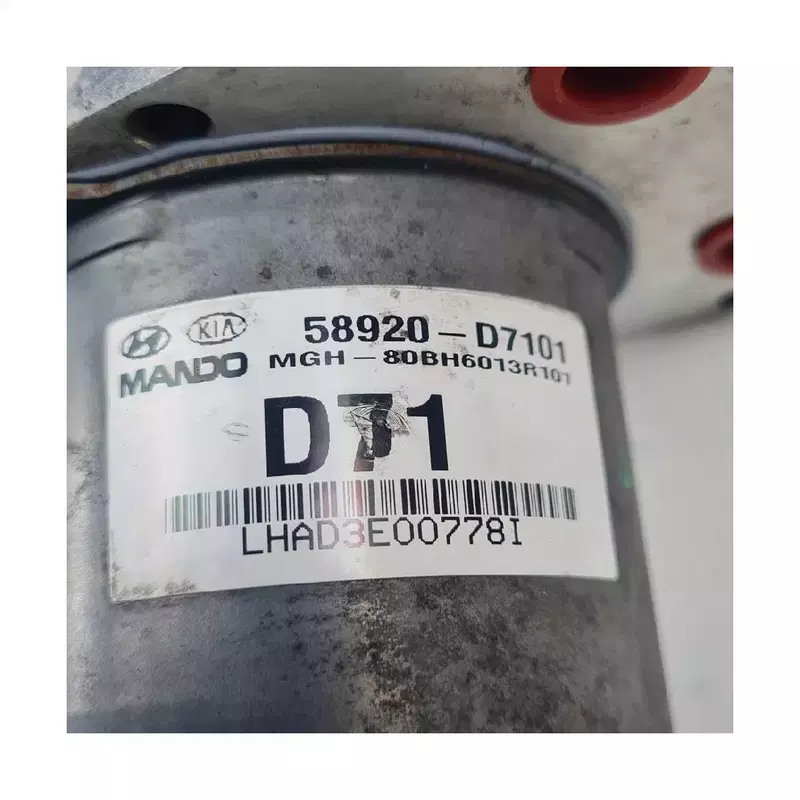 KIA 58920-D7101
MANDO MGH-80BH6013R101
D71
LHAD3E00778I